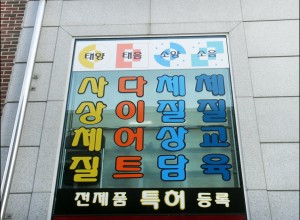 태양 태음 소양 소음
사상체질
다이어트
체질상담
체질교육
전제품 특허 등록